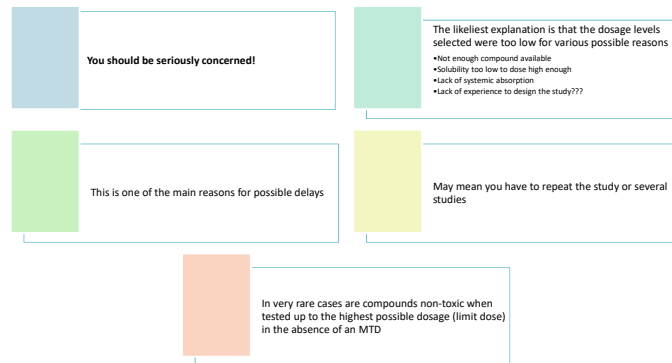 You should be seriously concerned!
The likeliest explanation is that the dosage levels
selected were too low for various possible reasons
•Not enough compound available
•Solubility too low to dose high enough
•Lack of systemic absorption
•Lack of experience to design the study???
This is one of the main reasons for possible delays
May mean you have to repeat the study or several
studies
In very rare cases are compounds non-toxic when
tested up to the highest possible dosage (limit dose)
in the absence of an MTD